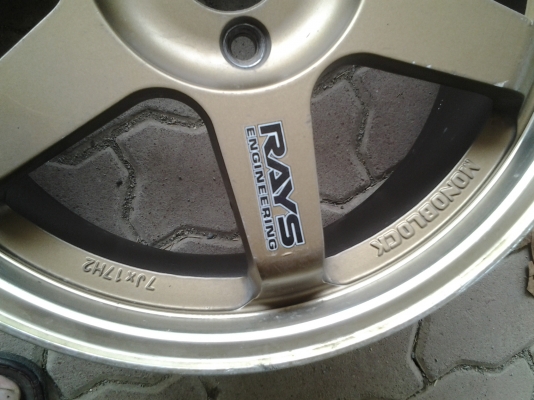 RAYS
ENGINEERING
MONOBLOCK
7Jx17H2